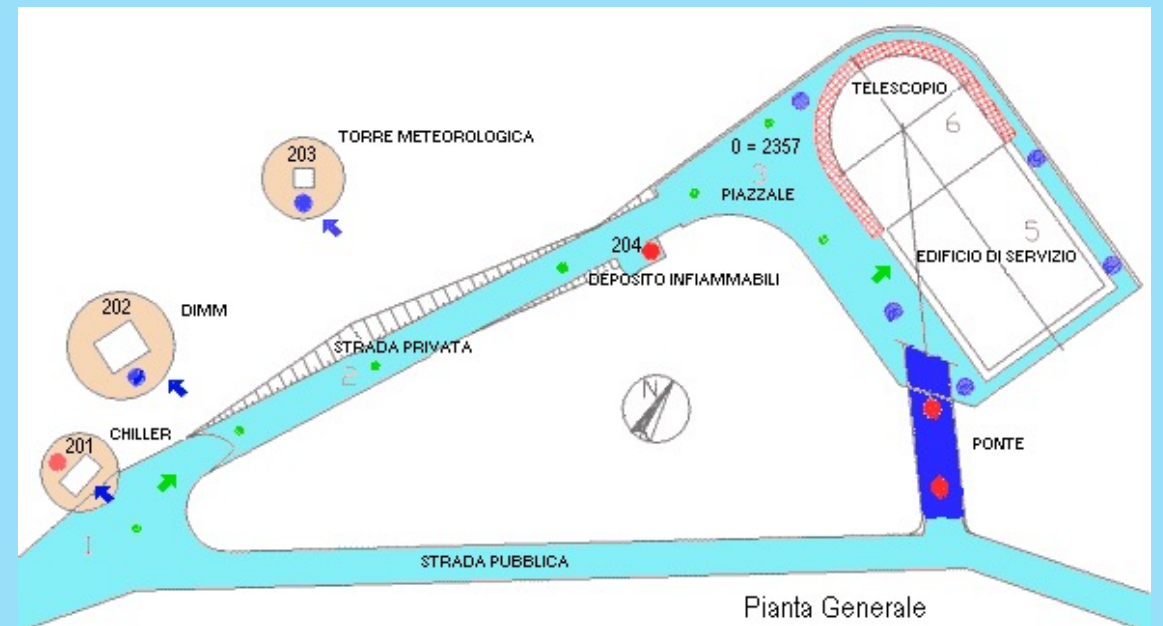 TELESCOPIO
6
TORRE METEOROLOGICA
203
0 = 2357
3
PIAZZALE
204
5
EDIFICIO DI SERVIZIO
DEPOSITO INFIAMMABILI
202
DIMM
STRADA PRIVATA
2
N
CHILLER
201
PONTE
1
STRADA PUBBLICA
Pianta Generale